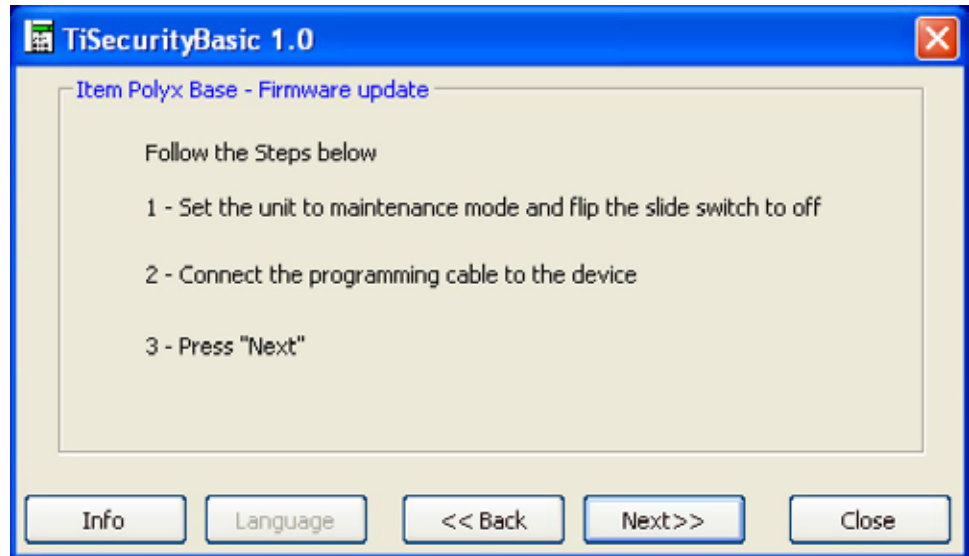 TiSecurityBasic 1.0
Item Polyx Base - Firmware update
Follow the Steps below
1 - Set the unit to maintenance mode and flip the slide switch to off
2 - Connect the programming cable to the device
3 - Press "Next"
Info
Language
<< Back
Next>>
Close